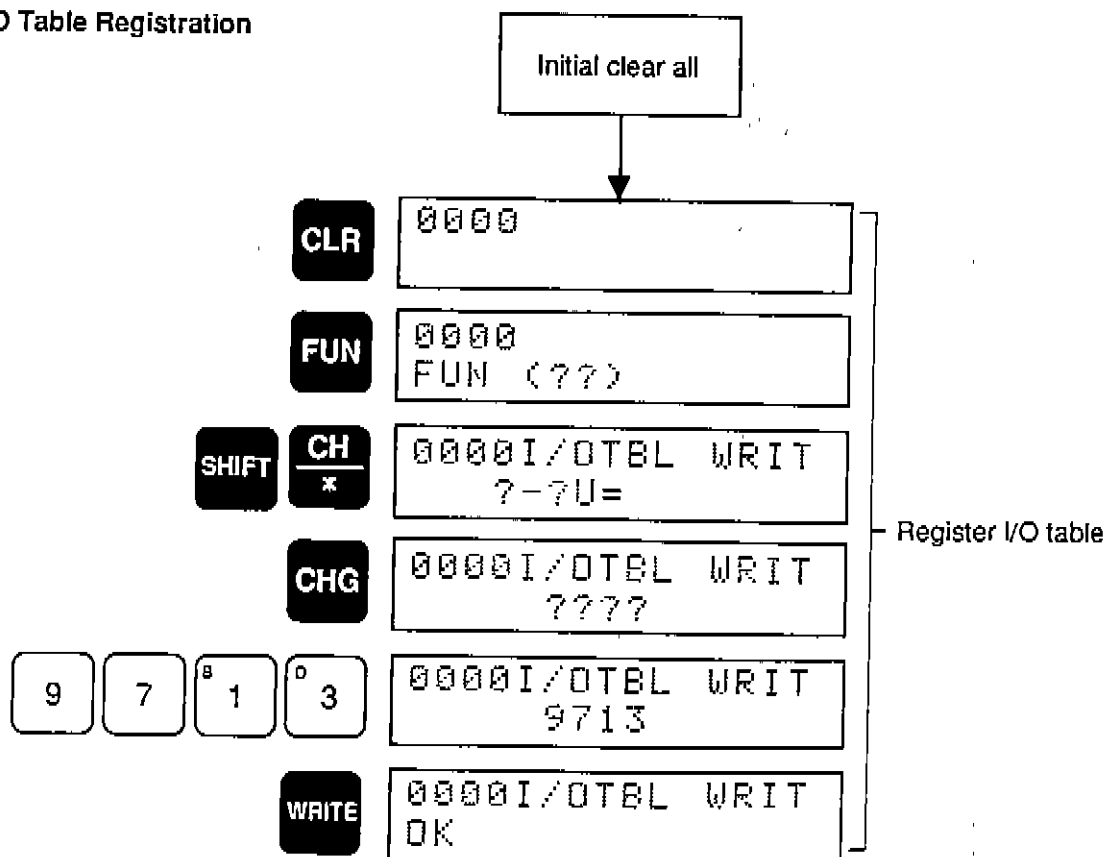 O Table Registration
Initial clear all
CLR
0000
FUN
0000
FUN (??)
SHIFT
CH
*
0000I/OTBL WRIT
?-?U=
CHG
0000I/OTBL WRIT
????
Register I/O table
9
7
B
1
D
3
0000I/OTBL WRIT
9713
WRITE
0000I/OTBL WRIT
OK